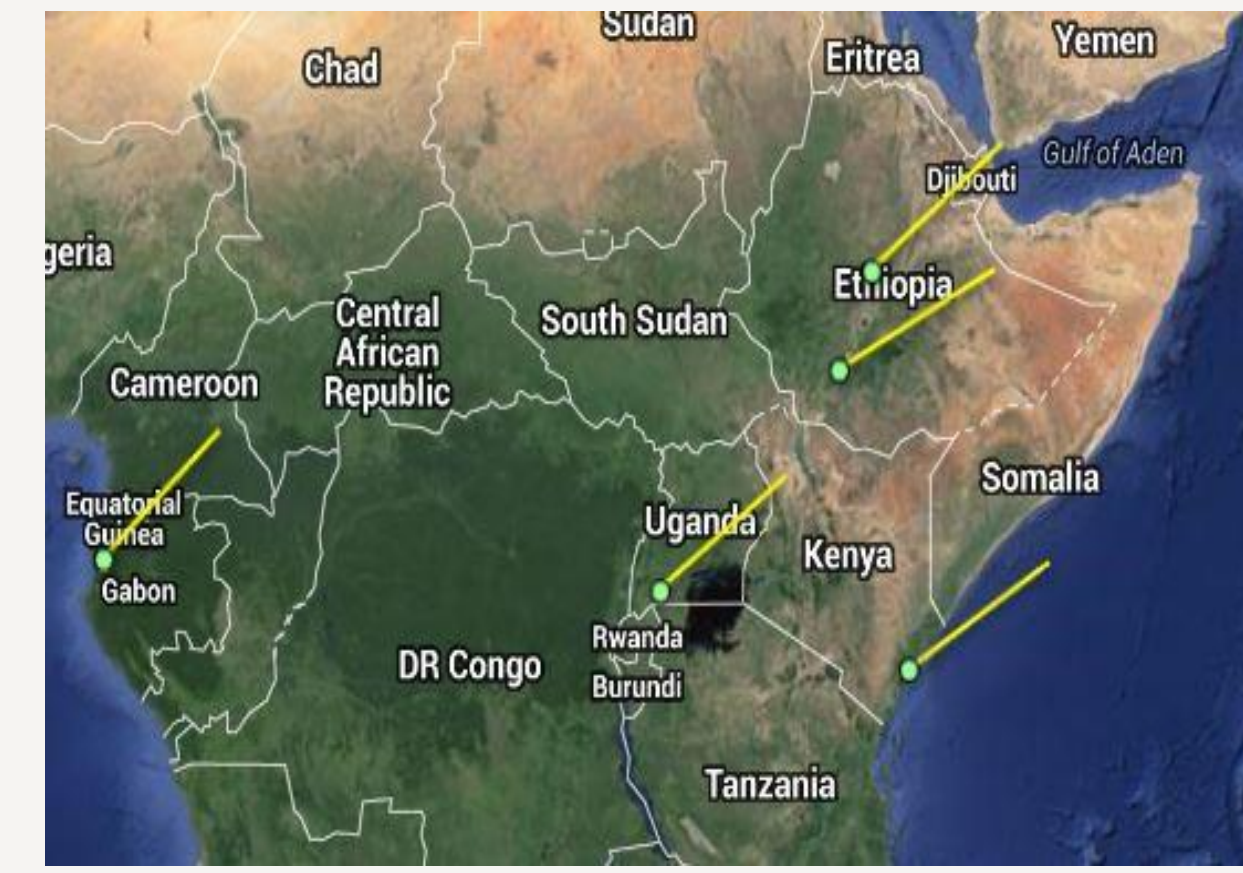 Sudan
Yemen
Chad
Eritrea
Gulf of Aden
Djibouti
geria
Ethiopia
Central
African
Republic
South Sudan
Cameroon
Somalia
Equatorial
Guinea
Uganda
Kenya
Gabon
Rwanda
DR Congo
Burundi
Tanzania